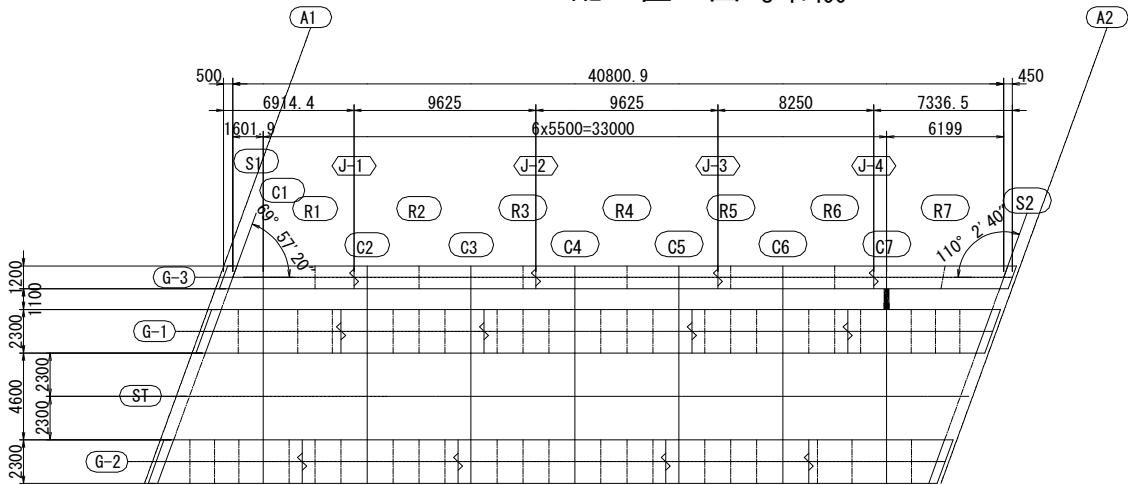 A1
A2
500
40800.9
450
6914.4
9625
9625
8250
7336.5
1601.9
6x5500=33000
6199
S1
J-1
J-2
J-3
J-4
C1
R1
R2
R3
R4
R5
R6
R7
S2
69° 57′ 20″
110° 2′ 40″
C2
C3
C4
C5
C6
C7
1200
G-3
1100
2300
G-1
4600
2300
2300
ST
2300
G-2